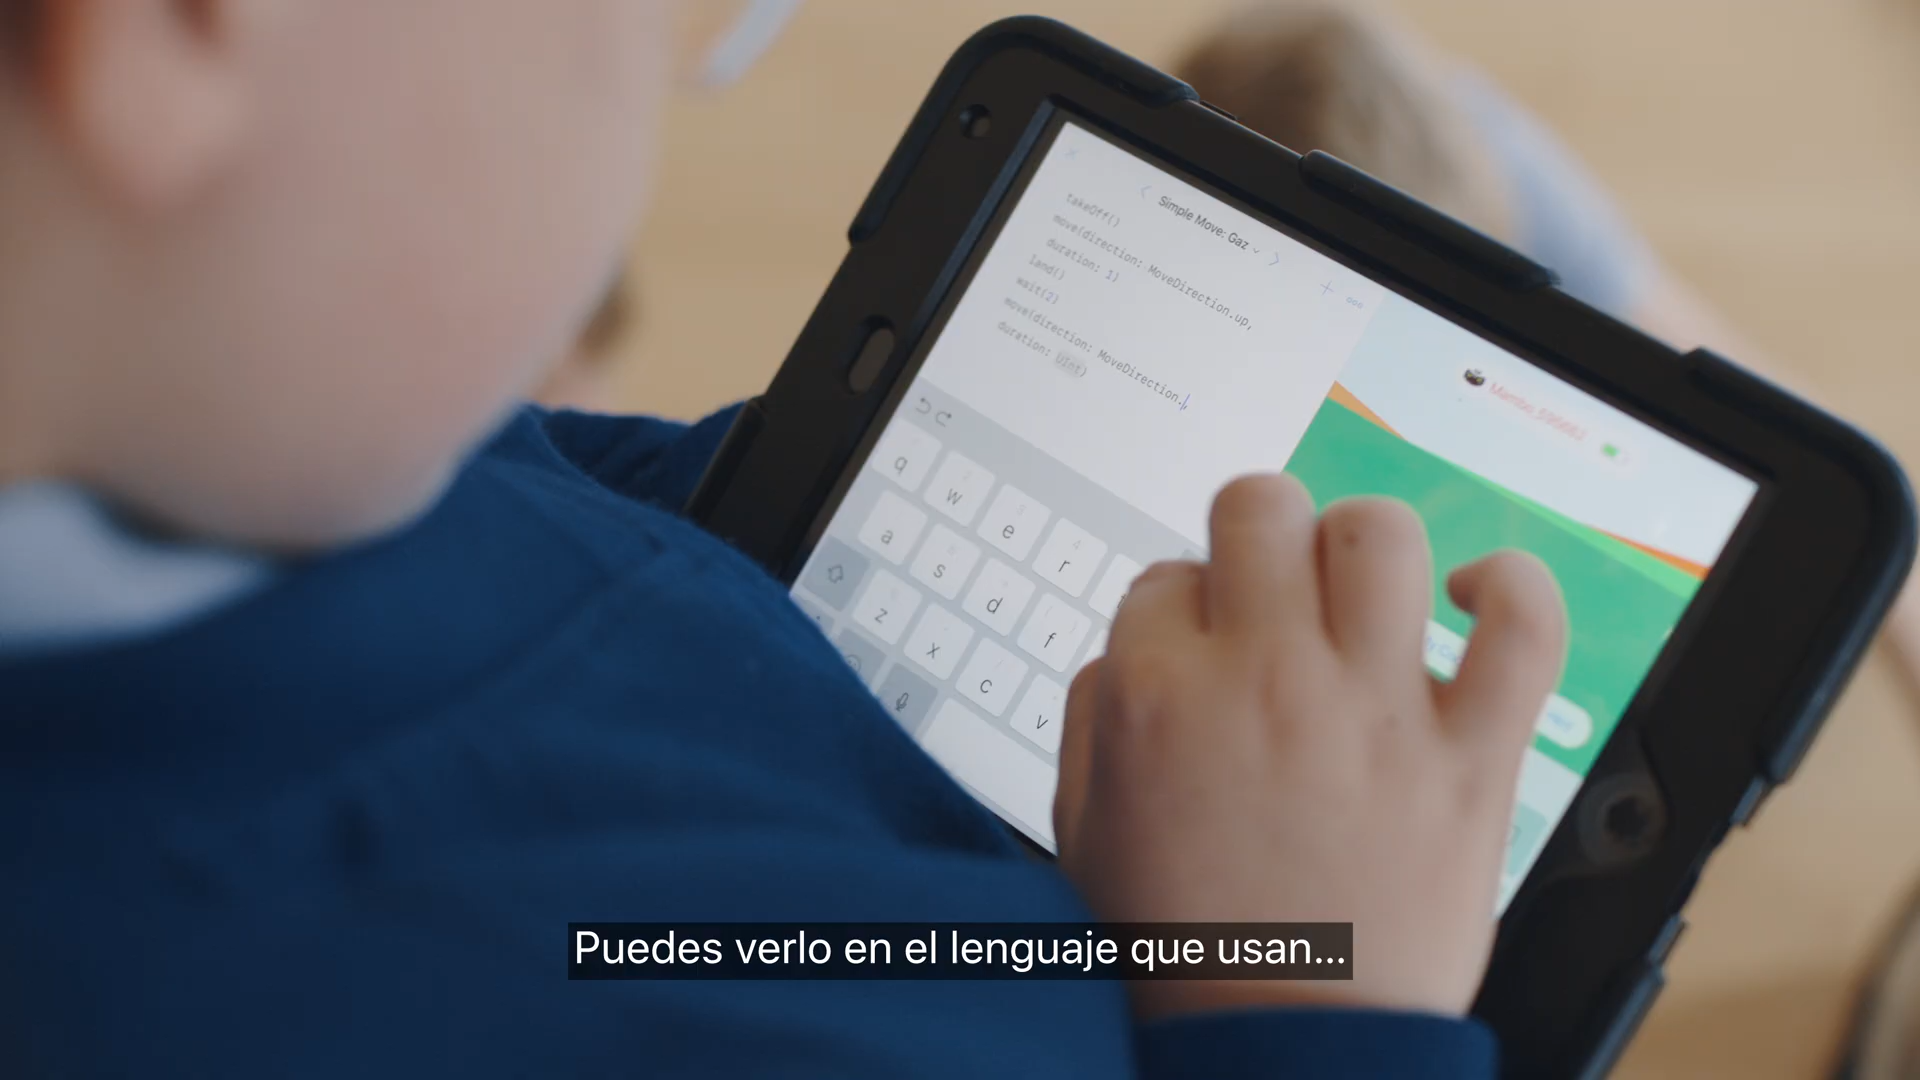 Simple Move: Gaz
takeOff()
move(direction: MoveDirection.up,
duration: 1)
land()
wait(2)
move(direction: MoveDirection.,
duration: UInt)
q w e r
a s d f
z x c v
Puedes verlo en el lenguaje que usan...